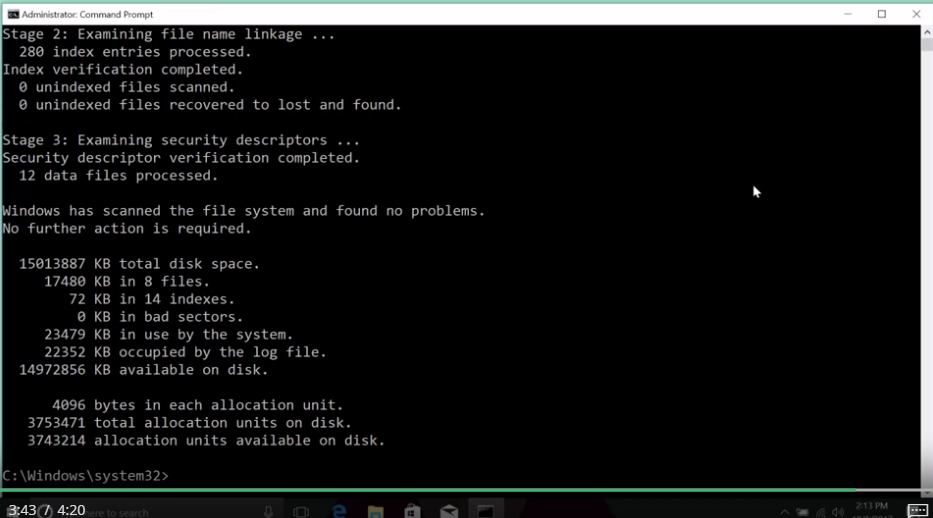 Administrator: Command Prompt
Stage 2: Examining file name linkage ...
280 index entries processed.
Index verification completed.
0 unindexed files scanned.
0 unindexed files recovered to lost and found.
Stage 3: Examining security descriptors ...
Security descriptor verification completed.
12 data files processed.
Windows has scanned the file system and found no problems.
No further action is required.
15013887 KB total disk space.
17480 KB in 8 files.
72 KB in 14 indexes.
0 KB in bad sectors.
23479 KB in use by the system.
22352 KB occupied by the log file.
14972856 KB available on disk.
4096 bytes in each allocation unit.
3753471 total allocation units on disk.
3743214 allocation units available on disk.
C:\Windows\system32>
3:43 / 4:20
here to search
2:13 PM